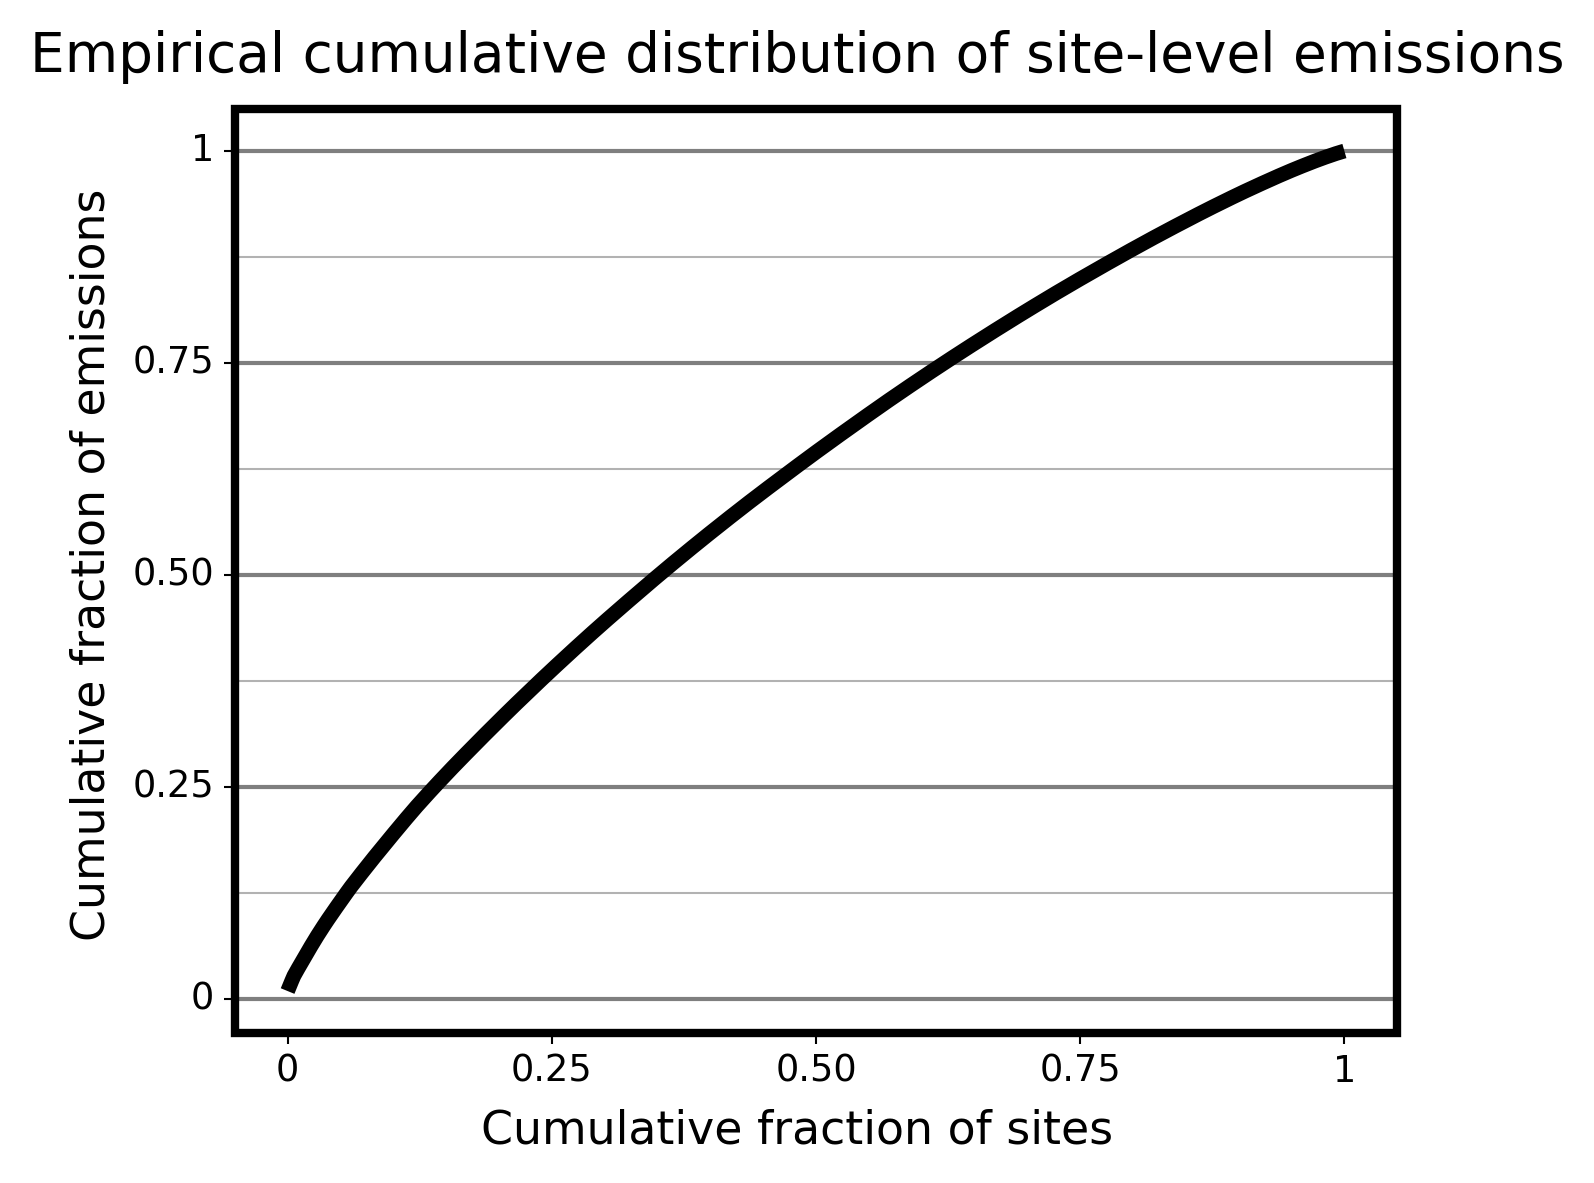 Empirical cumulative distribution of site-level emissions
Cumulative fraction of emissions
1
0.75
0.50
0.25
0
0 0.25 0.50 0.75 1
Cumulative fraction of sites